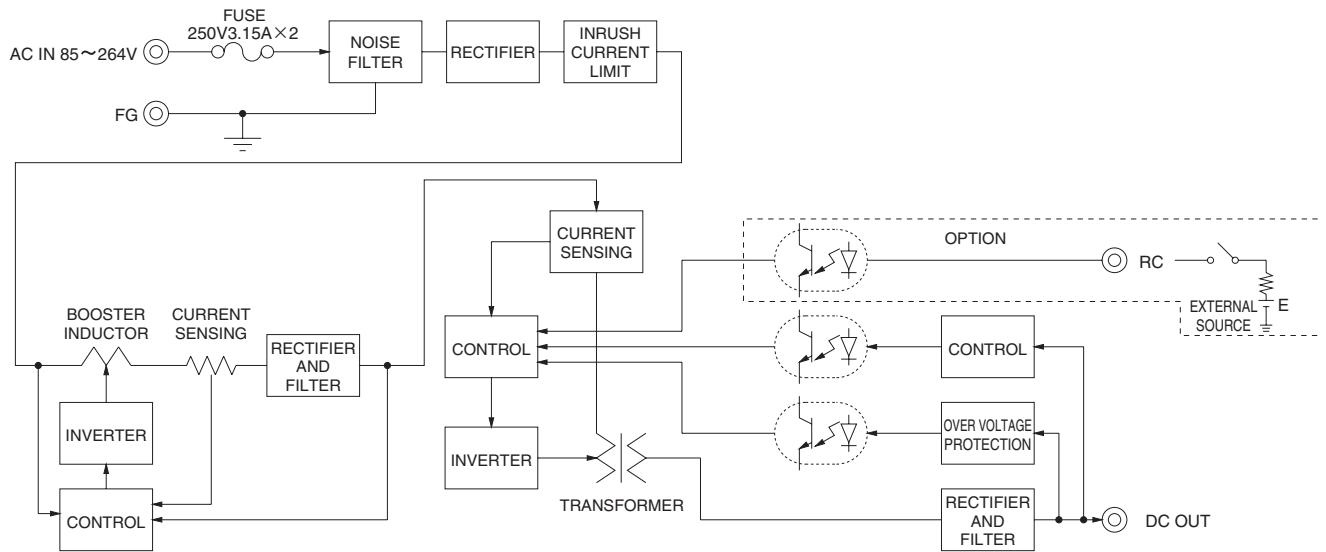 FUSE
250V3.15A×2
AC IN 85～264V
NOISE
FILTER
RECTIFIER
INRUSH
CURRENT
LIMIT
FG
CURRENT
SENSING
OPTION
RC
E
EXTERNAL
SOURCE
BOOSTER
INDUCTOR
CURRENT
SENSING
RECTIFIER
AND
FILTER
CONTROL
CONTROL
INVERTER
INVERTER
OVER VOLTAGE
PROTECTION
TRANSFORMER
CONTROL
RECTIFIER
AND
FILTER
DC OUT